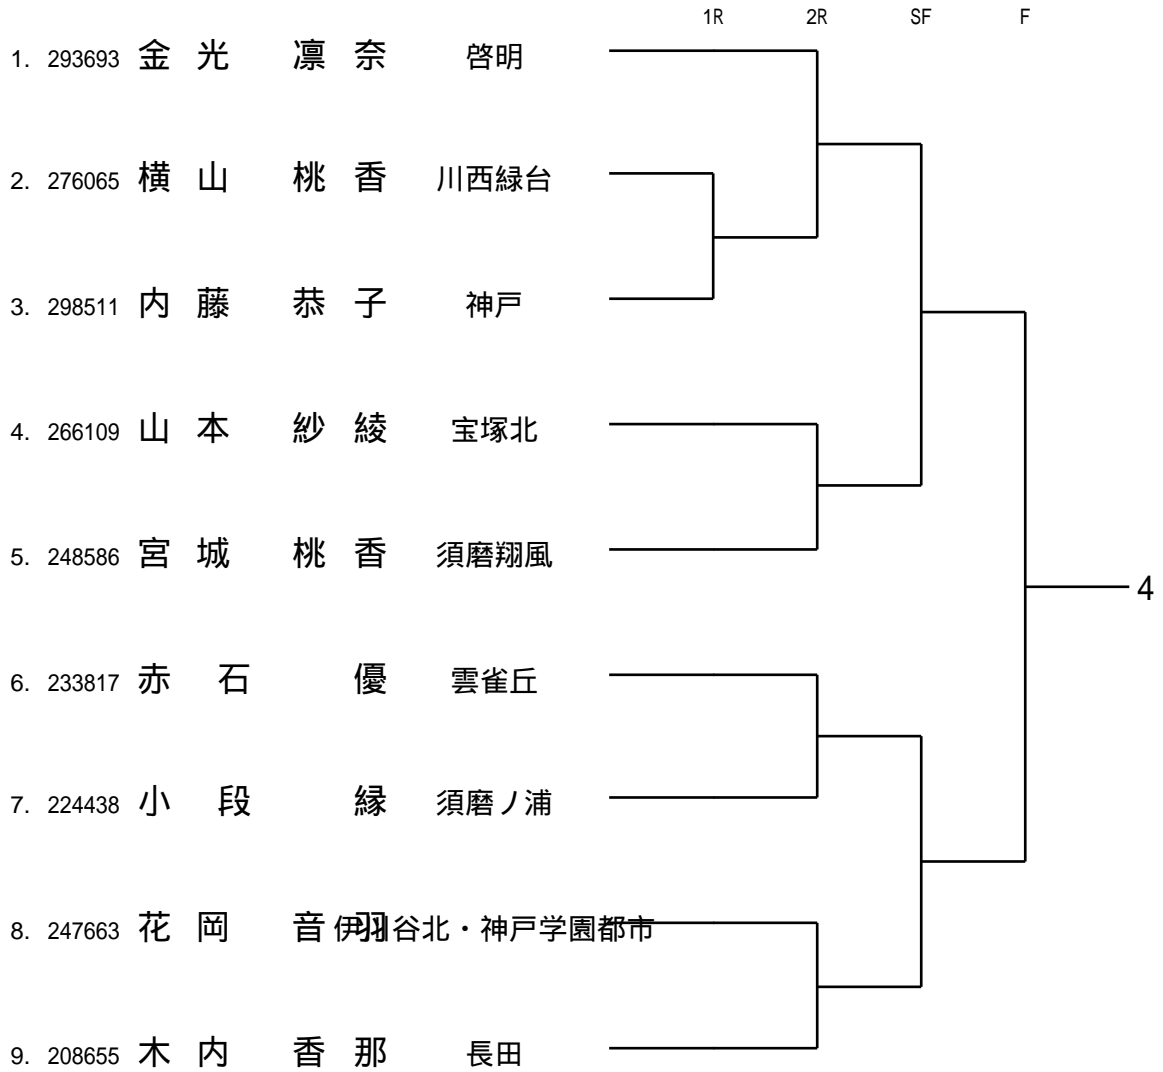 1R 2R SF F
1. 293693 金光 凛奈 啓明
2. 276065 横山 桃香 川西緑台
3. 298511 内藤 恭子 神戸
4. 266109 山本 紗綾 宝塚北
5. 248586 宮城 桃香 須磨翔風
4
6. 233817 赤石 優 雲雀丘
7. 224438 小段 縁 須磨ノ浦
8. 247663 花岡 音羽 伊川谷北・神戸学園都市
9. 208655 木内 香那 長田